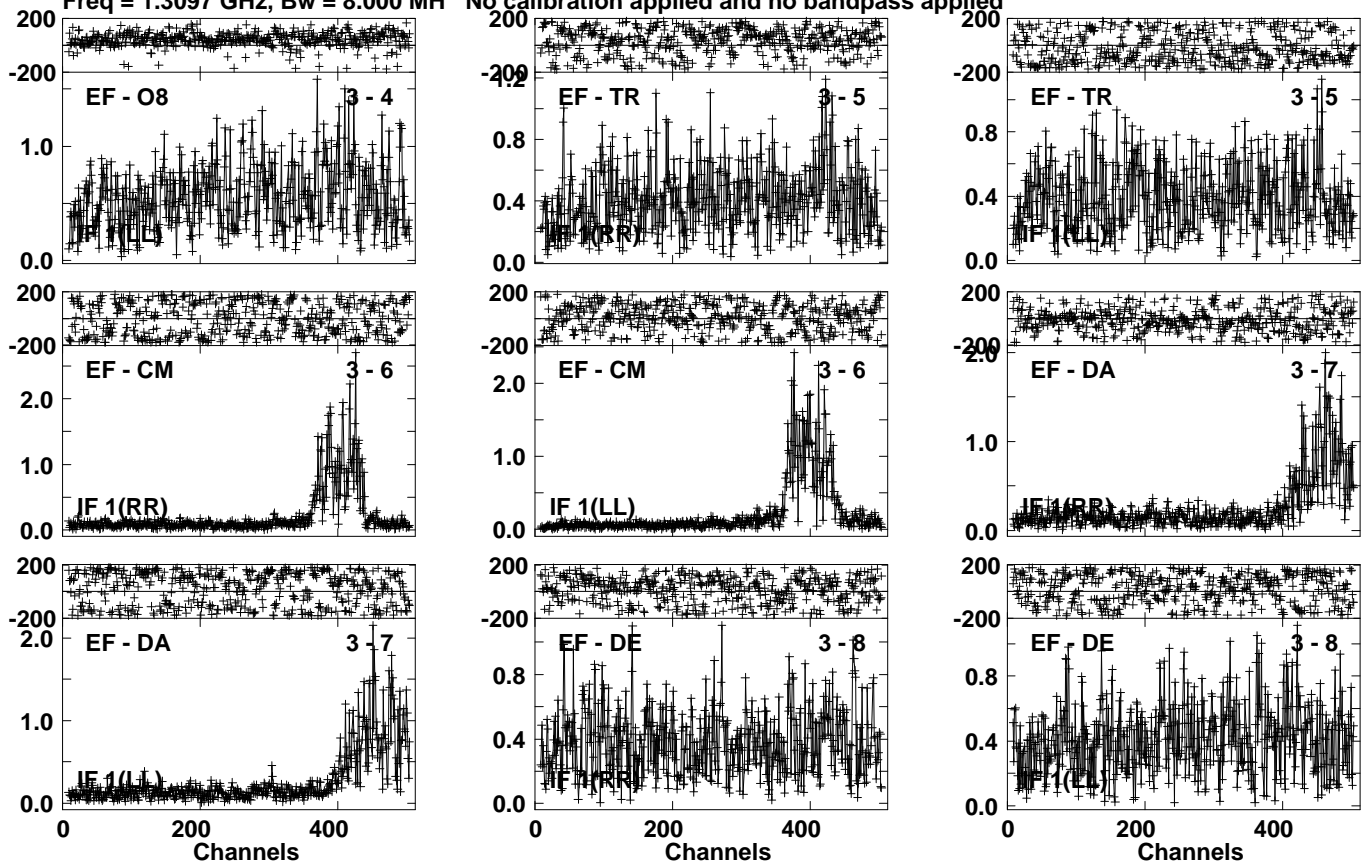 Freq = 1.3097 GHz, Bw = 8.000 MH No calibration applied and no bandpass applied
200 200 200
-200 -200 -200
EF - O8 3 - 4 EF - TR 3 - 5 EF - TR 3 - 5
1.2
1.0 0.8 0.8
0.4 0.4
IF 1(LL) IF 1(RR) IF 1(LL)
0.0 0.0 0.0
200 200 200
-200 -200 -200
EF - CM 3 - 6 EF - CM 3 - 6 EF - DA 3 - 7
2.0 2.0 2.0
1.0 1.0 1.0
IF 1(RR) IF 1(LL) IF 1(RR)
0.0 0.0 0.0
200 200 200
-200 -200 -200
EF - DA 3 - 7 EF - DE 3 - 8 EF - DE 3 - 8
2.0 0.8 0.8
1.0 0.4 0.4
IF 1(LL) IF 1(RR) IF 1(LL)
0.0 0.0 0.0
0 200 400 0 200 400 0 200 400
Channels Channels Channels